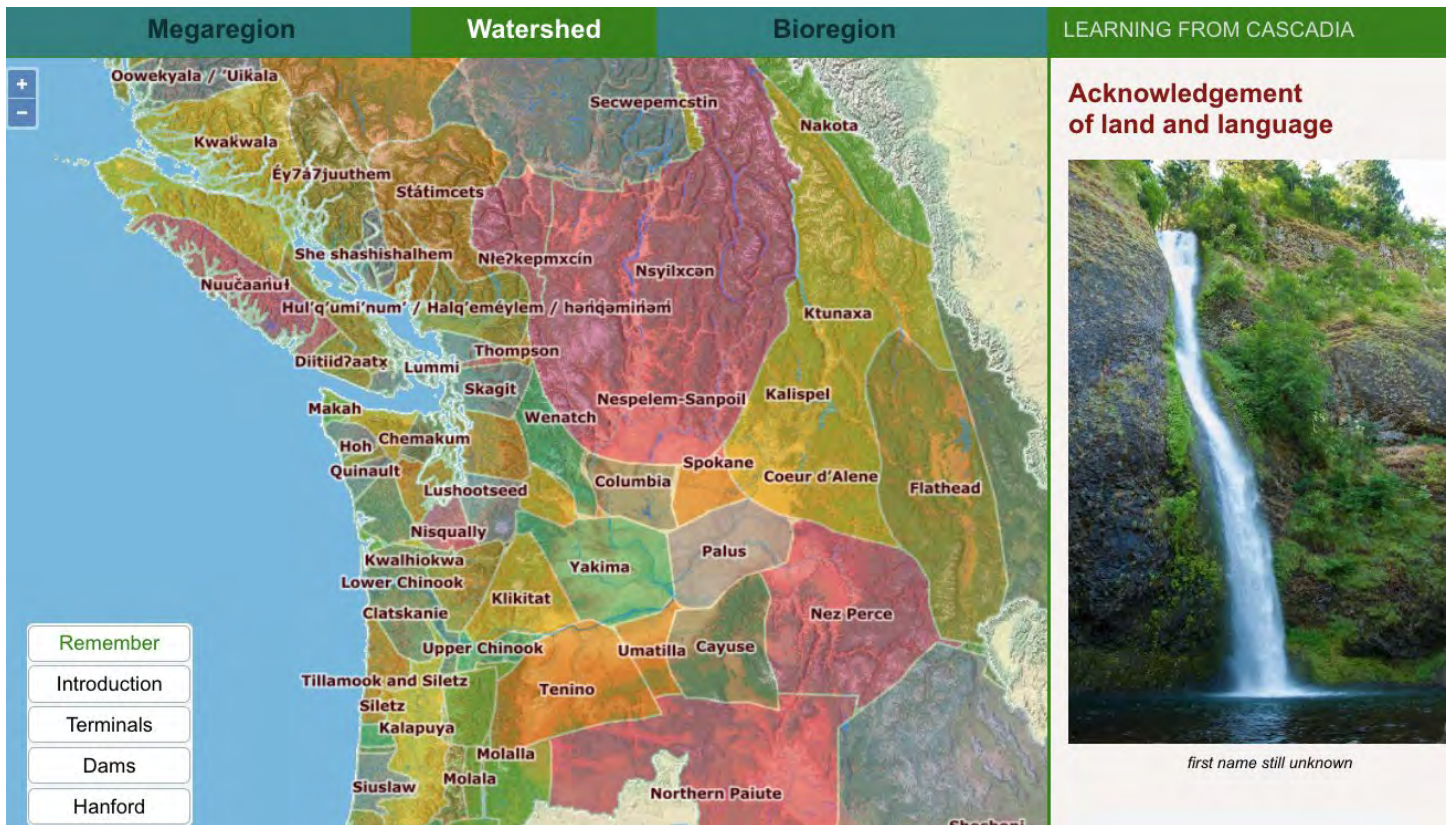 Megaregion
Watershed
Bioregion
LEARNING FROM CASCADIA
+
−
Oowekyala / 'Uik̓ala
Secwepemcstin
Nakota
Kwak̓wala
Éy7á7juuthem
Státimcets
She shashishalhem
Nłeʔkepmxcín
Nsyilxcən
Nuučaan̓uł
Hul'q'umi'num' / Halq'eméylem / hən̓q̓əmin̓əm̓
Ktunaxa
Diitiidʔaatx̣
Lummi
Thompson
Skagit
Nespelem-Sanpoil
Kalispel
Makah
Wenatch
Hoh
Chemakum
Quinault
Spokane
Columbia
Coeur d'Alene
Flathead
Lushootseed
Nisqually
Palus
Kwalhiokwa
Yakima
Lower Chinook
Klikitat
Clatskanie
Nez Perce
Upper Chinook
Umatilla
Cayuse
Tillamook and Siletz
Tenino
Siletz
Kalapuya
Molalla
Molala
Siuslaw
Northern Paiute
Remember
Introduction
Terminals
Dams
Hanford
Acknowledgement
of land and language
first name still unknown